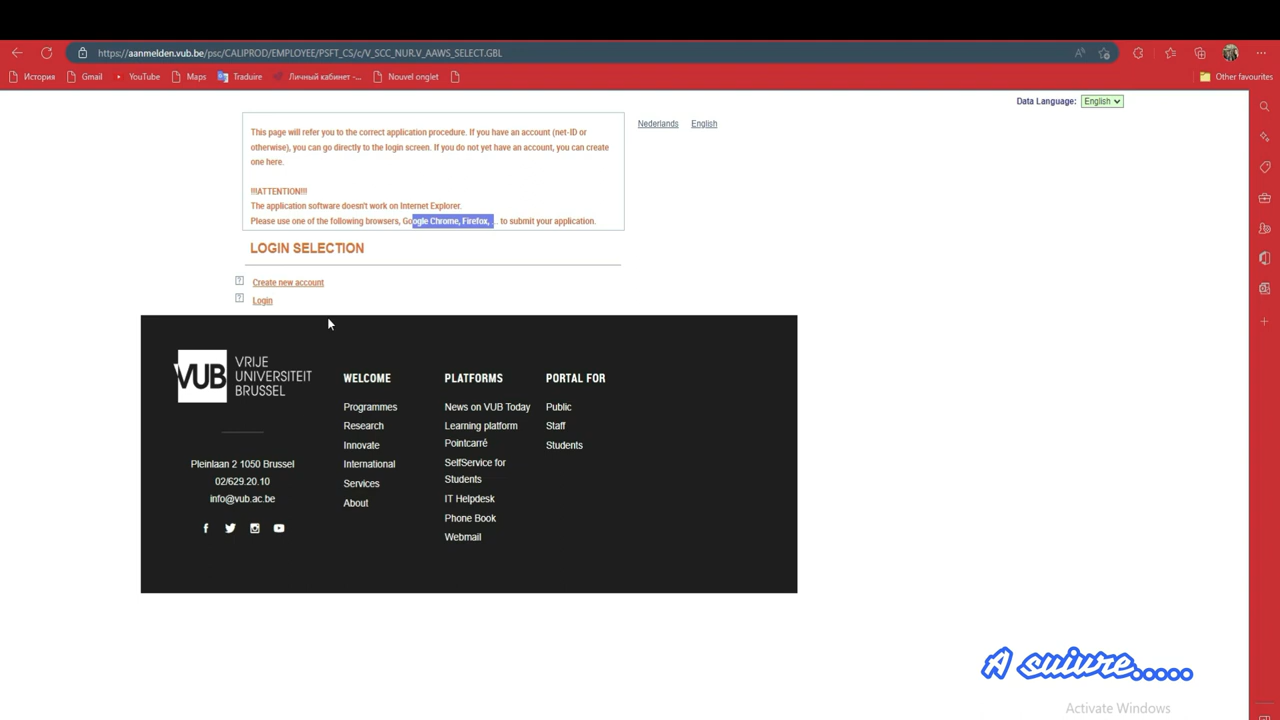 https://aanmelden.vub.be/psc/CALIPROD/EMPLOYEE/PSFT_CS/c/V_SCC_NUR.V_AAWS_SELECT.GBL
История
Gmail
YouTube
Maps
Traduire
Личный кабинет -...
Nouvel onglet
Other favourites
Data Language: English
This page will refer you to the correct application procedure. If you have an account (net-ID or
otherwise), you can go directly to the login screen. If you do not yet have an account, you can create
one here.
!!!ATTENTION!!!
The application software doesn't work on Internet Explorer.
Please use one of the following browsers, Google Chrome, Firefox, .. to submit your application.
Nederlands English
LOGIN SELECTION
Create new account
Login
VUB VRIJE
UNIVERSITEIT
BRUSSEL
Pleinlaan 2 1050 Brussel
02/629.20.10
info@vub.ac.be
WELCOME
Programmes
Research
Innovate
International
Services
About
PLATFORMS
News on VUB Today
Learning platform
Pointcarré
SelfService for
Students
IT Helpdesk
Phone Book
Webmail
PORTAL FOR
Public
Staff
Students
A suivre.....
Activate Windows